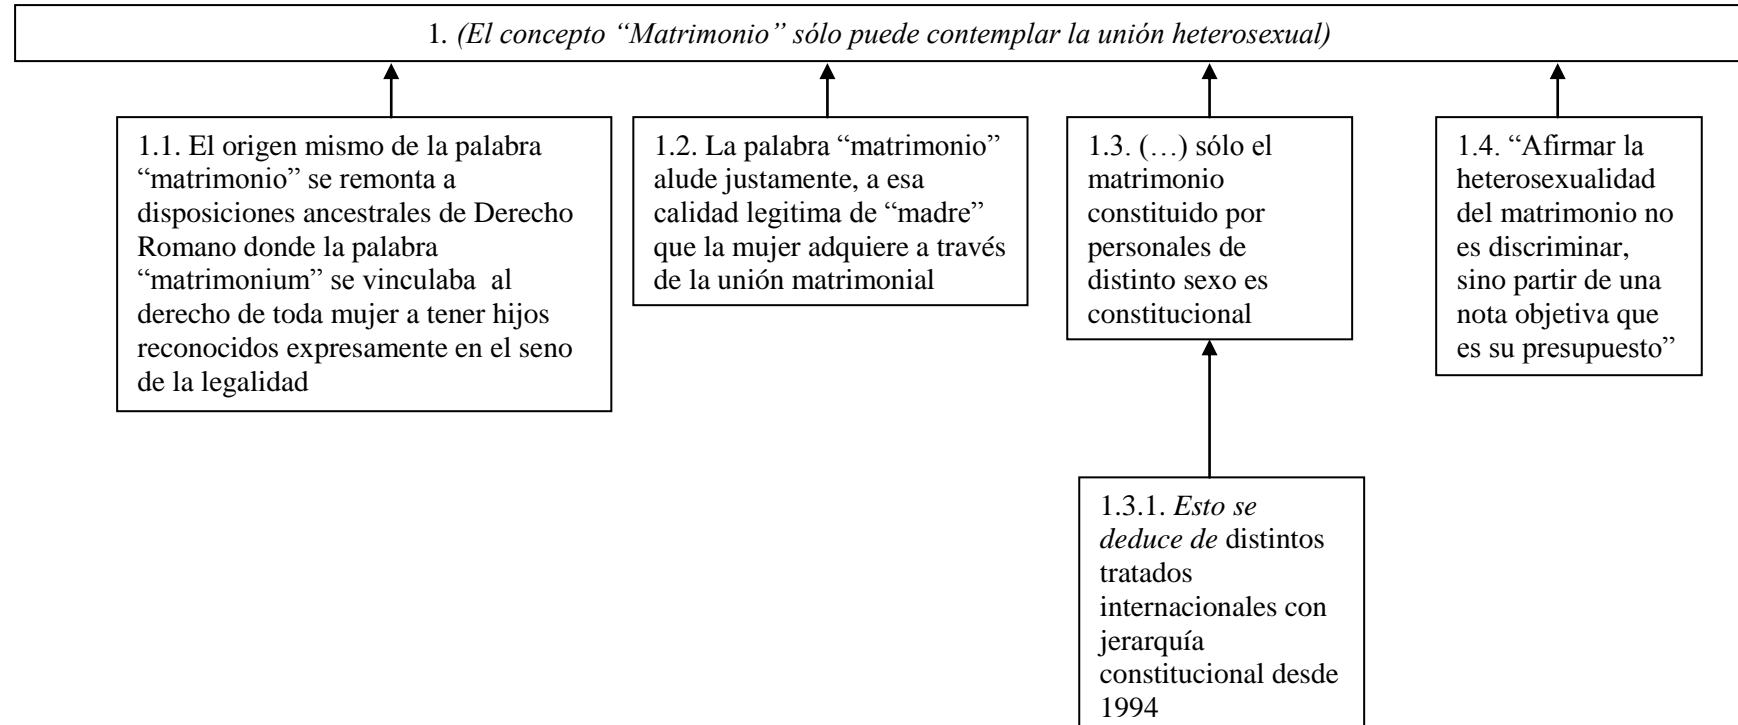 1. (El concepto “Matrimonio” sólo puede contemplar la unión heterosexual)
1.1. El origen mismo de la palabra
“matrimonio” se remonta a
disposiciones ancestrales de Derecho
Romano donde la palabra
“matrimonium” se vinculaba al
derecho de toda mujer a tener hijos
reconocidos expresamente en el seno
de la legalidad
1.2. La palabra “matrimonio”
alude justamente, a esa
calidad legitima de “madre”
que la mujer adquiere a través
de la unión matrimonial
1.3. (…) sólo el
matrimonio
constituido por
personales de
distinto sexo es
constitucional
1.4. “Afirmar la
heterosexualidad
del matrimonio no
es discriminar,
sino partir de una
nota objetiva que
es su presupuesto”
1.3.1. Esto se
deduce de distintos
tratados
internacionales con
jerarquía
constitucional desde
1994